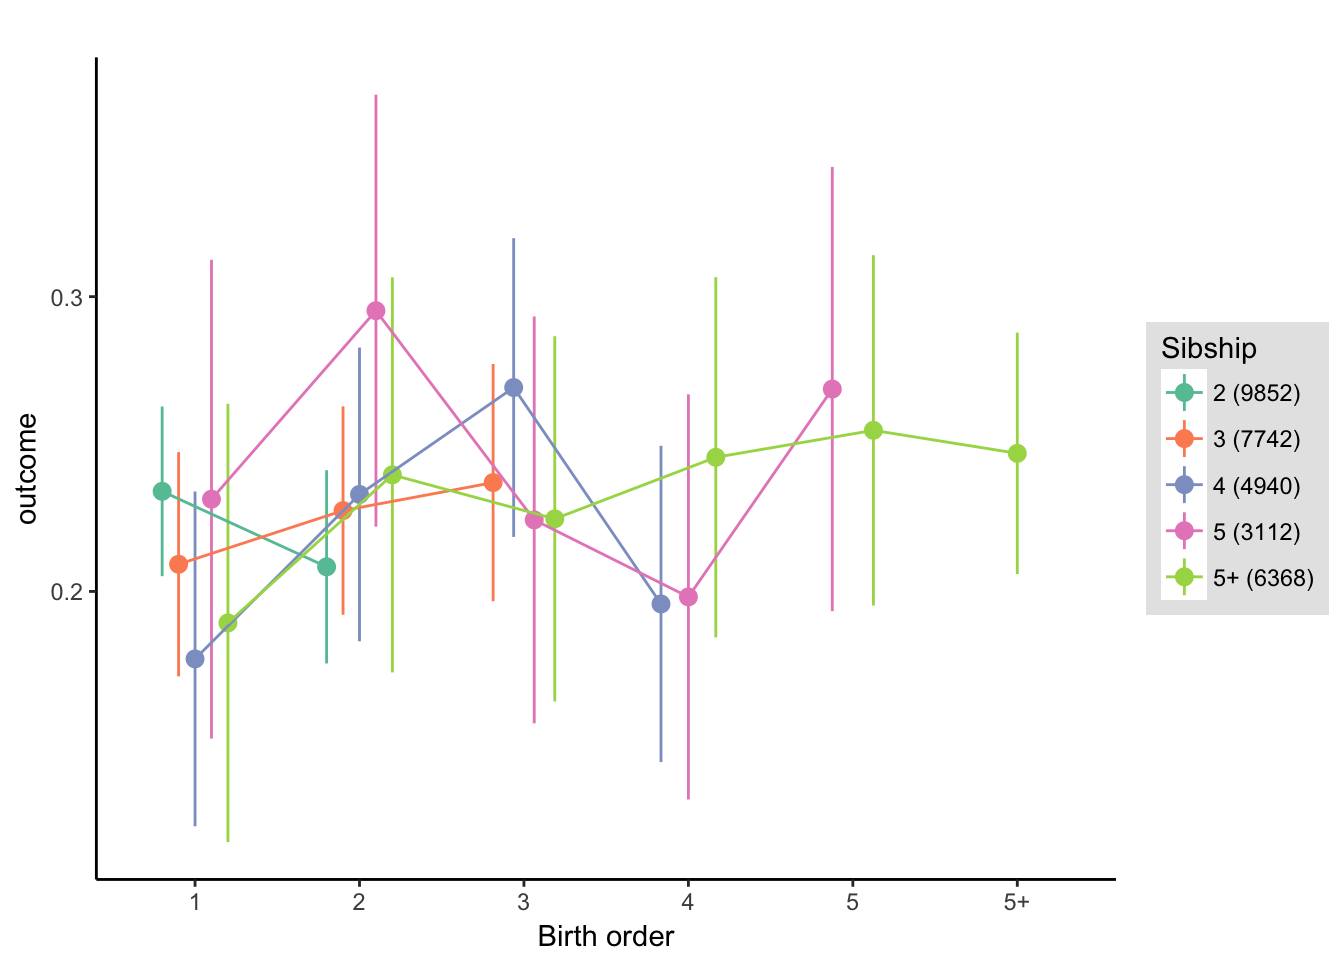 outcome
0.3
0.2
1 2 3 4 5 5+
Birth order
Sibship
2 (9852)
3 (7742)
4 (4940)
5 (3112)
5+ (6368)